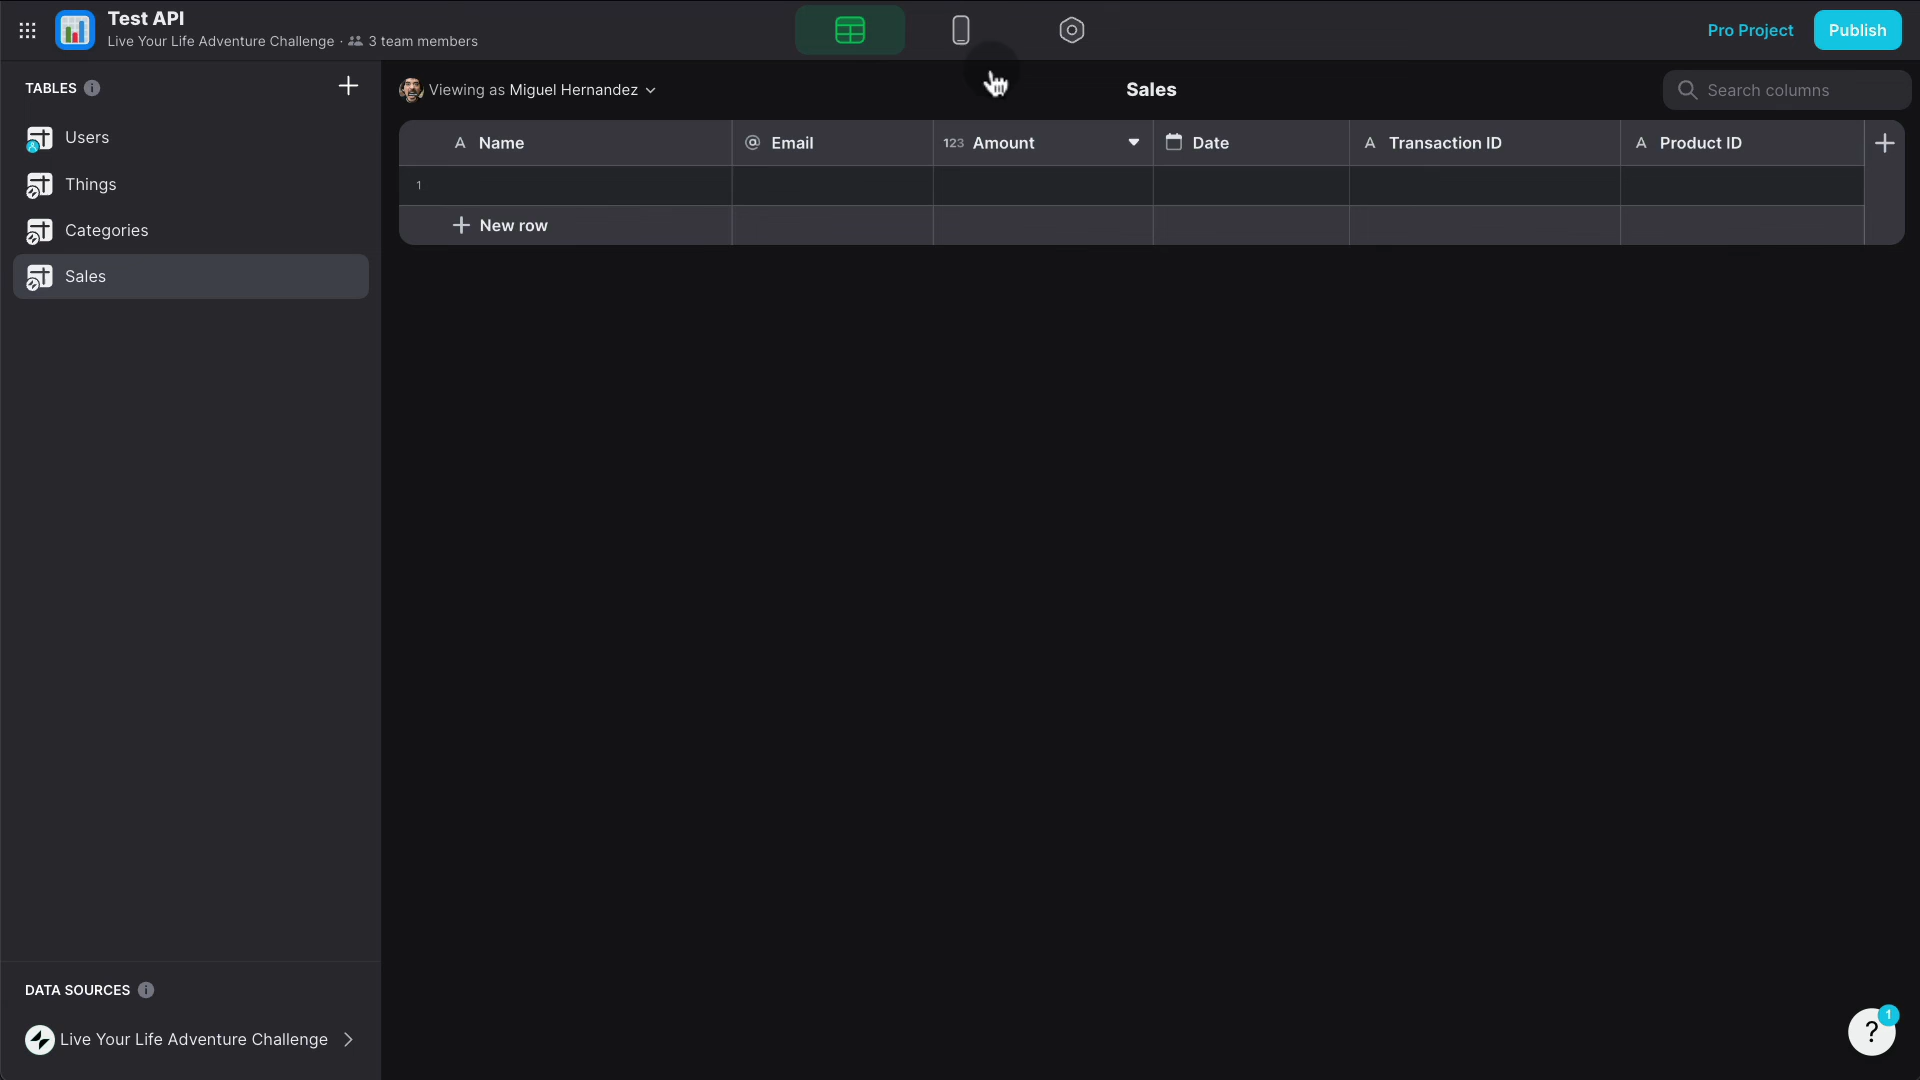 Test API
Live Your Life Adventure Challenge · 3 team members
Pro Project
Publish
TABLES
Users
Things
Categories
Sales
Viewing as Miguel Hernandez
Sales
Search columns
A Name
@ Email
123 Amount
Date
A Transaction ID
A Product ID
1
+ New row
DATA SOURCES
Live Your Life Adventure Challenge
? 1